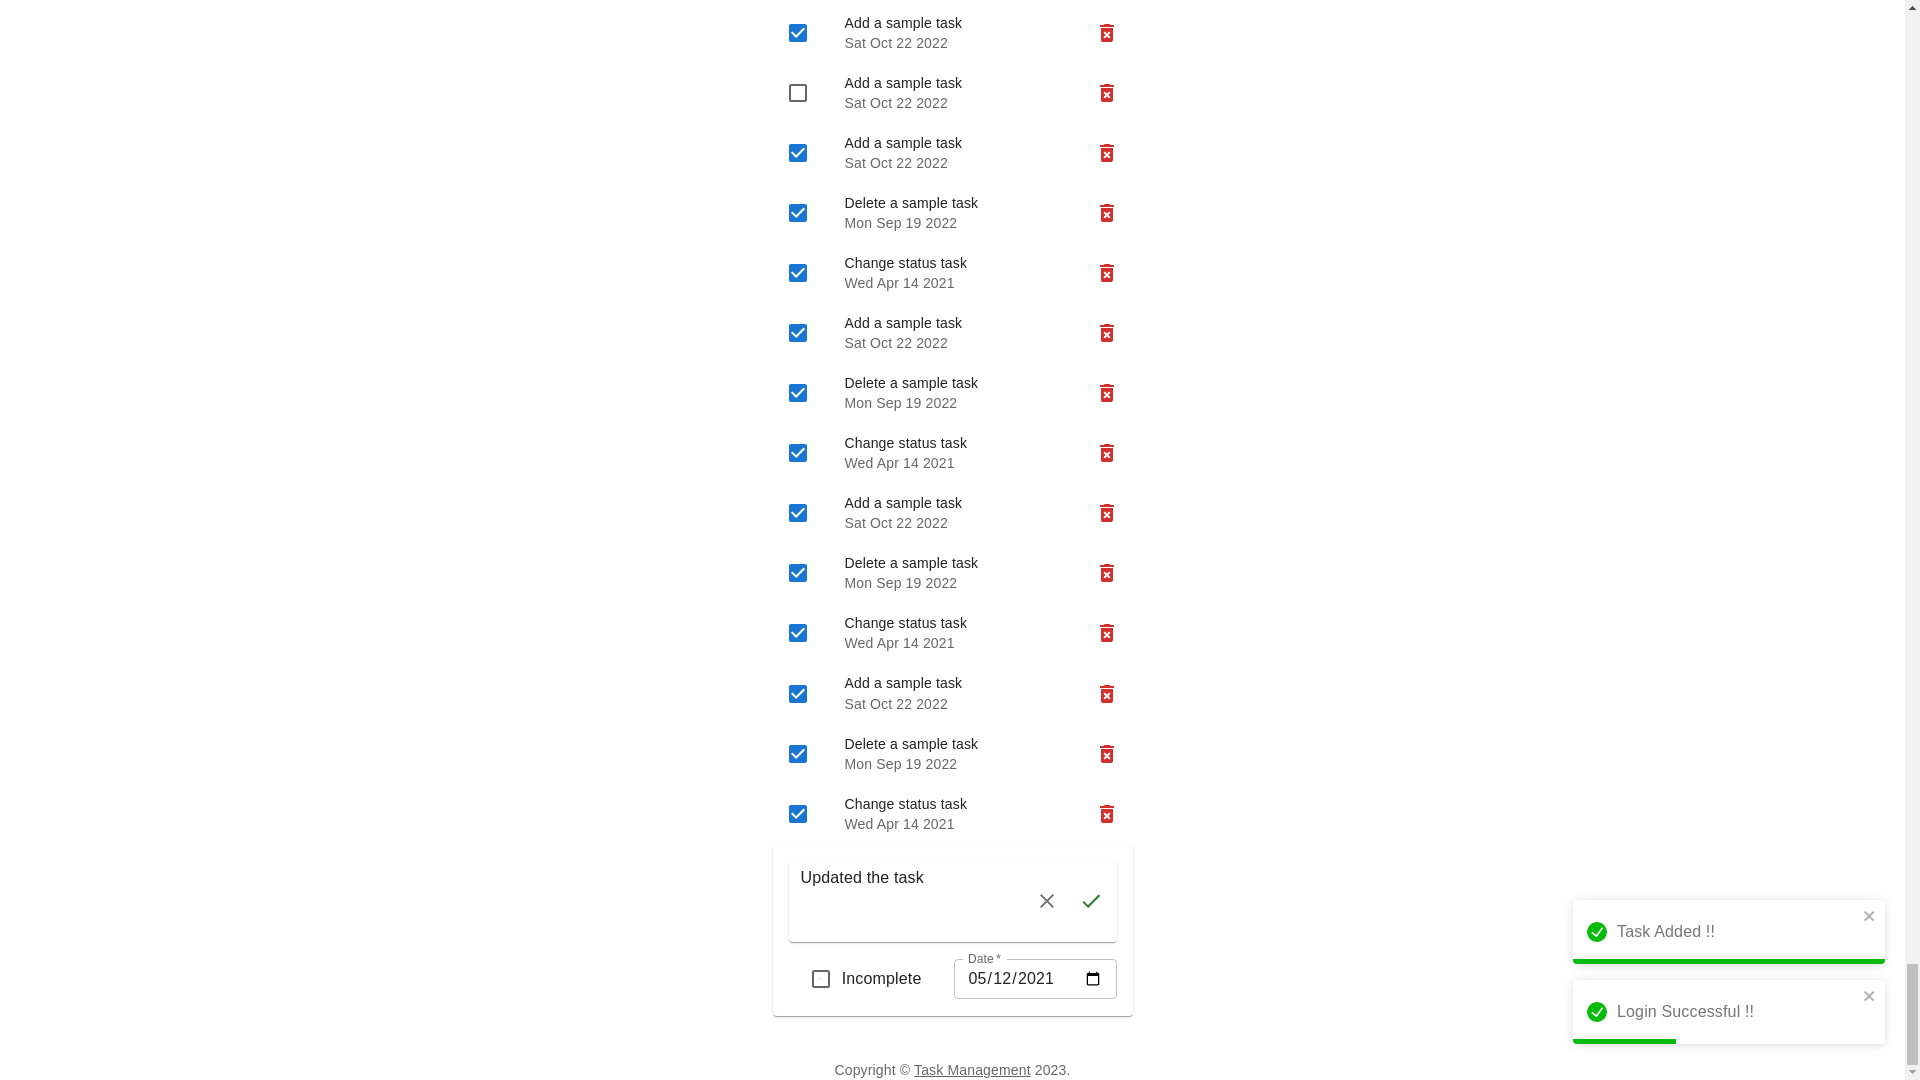 Add a sample task
Sat Oct 22 2022
Add a sample task
Sat Oct 22 2022
Add a sample task
Sat Oct 22 2022
Delete a sample task
Mon Sep 19 2022
Change status task
Wed Apr 14 2021
Add a sample task
Sat Oct 22 2022
Delete a sample task
Mon Sep 19 2022
Change status task
Wed Apr 14 2021
Add a sample task
Sat Oct 22 2022
Delete a sample task
Mon Sep 19 2022
Change status task
Wed Apr 14 2021
Add a sample task
Sat Oct 22 2022
Delete a sample task
Mon Sep 19 2022
Change status task
Wed Apr 14 2021
Updated the task
Date *
Incomplete 05/12/2021
Task Added !!
Login Successful !!
Copyright © Task Management 2023.